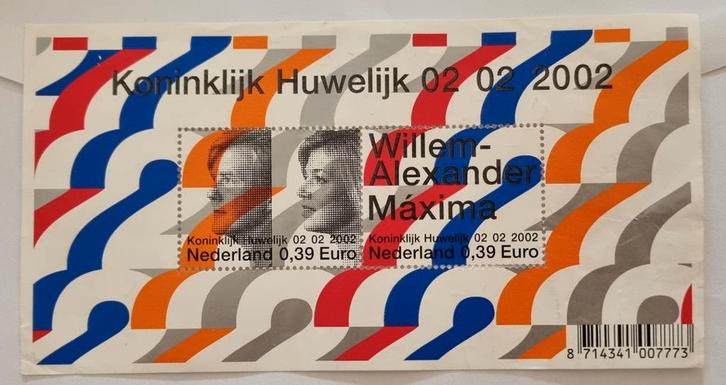 Koninklijk Huwelijk 02 02 2002
Willem-
Alexander
Máxima
Koninklijk Huwelijk 02 02 2002
Nederland 0,39 Euro
Koninklijk Huwelijk 02 02 2002
Nederland 0,39 Euro
8 714341 007773